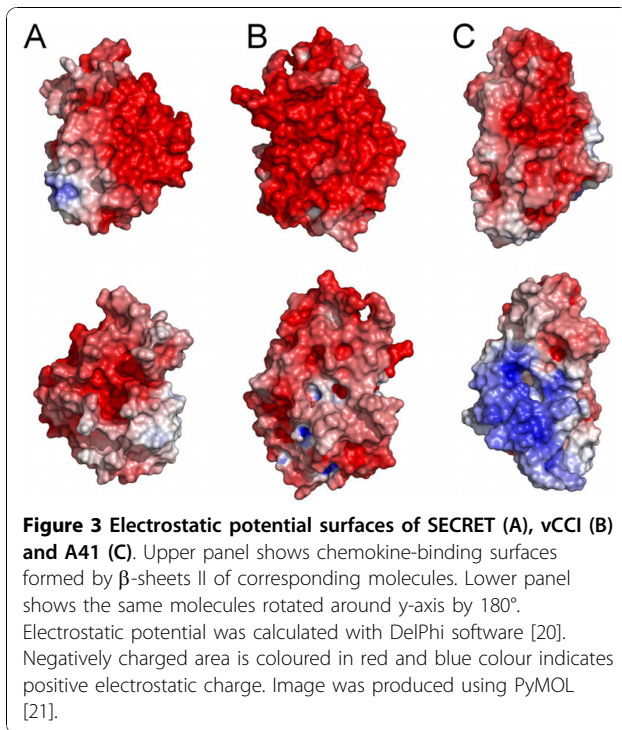 A B C
Figure 3 Electrostatic potential surfaces of SECRET (A), vCCI (B)
and A41 (C). Upper panel shows chemokine-binding surfaces
formed by β-sheets II of corresponding molecules. Lower panel
shows the same molecules rotated around y-axis by 180°.
Electrostatic potential was calculated with DelPhi software [20].
Negatively charged area is coloured in red and blue colour indicates
positive electrostatic charge. Image was produced using PyMOL
[21].